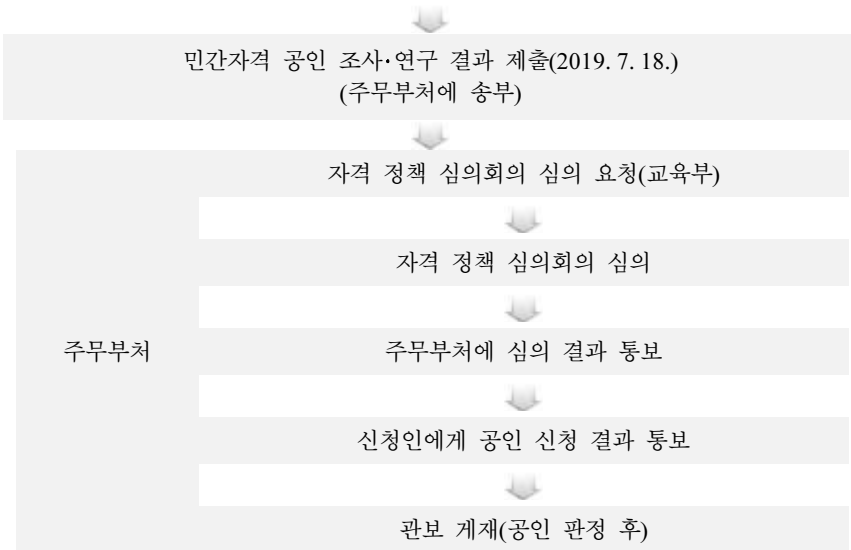 민간자격 공인 조사·연구 결과 제출(2019. 7. 18.)
(주무부처에 송부)
자격 정책 심의회의 심의 요청(교육부)
자격 정책 심의회의 심의
주무부처
주무부처에 심의 결과 통보
신청인에게 공인 신청 결과 통보
관보 게재(공인 판정 후)